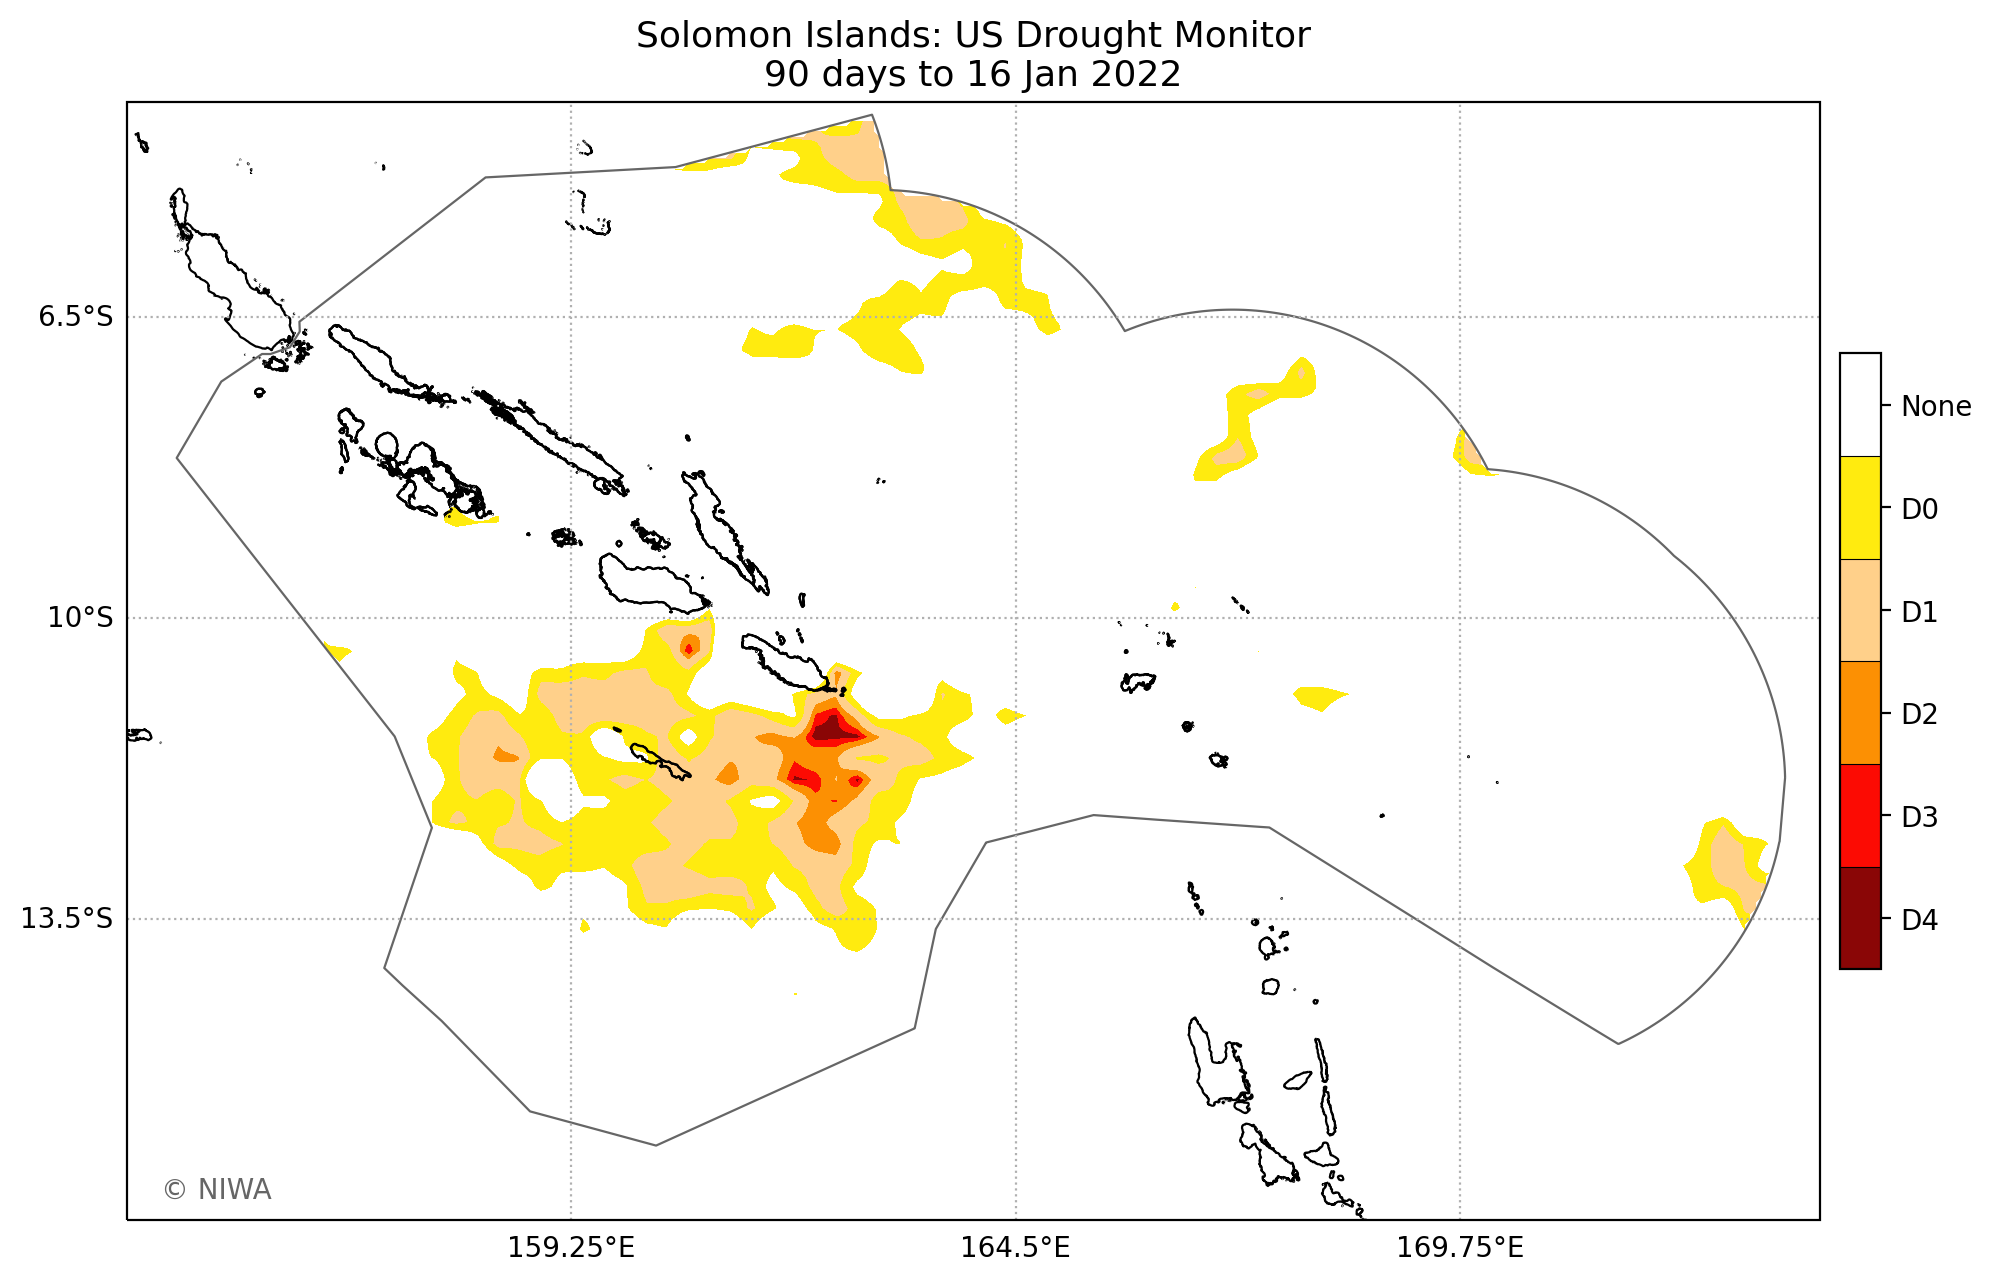 Solomon Islands: US Drought Monitor
90 days to 16 Jan 2022
6.5°S
10°S
13.5°S
159.25°E
164.5°E
169.75°E
None
D0
D1
D2
D3
D4
© NIWA